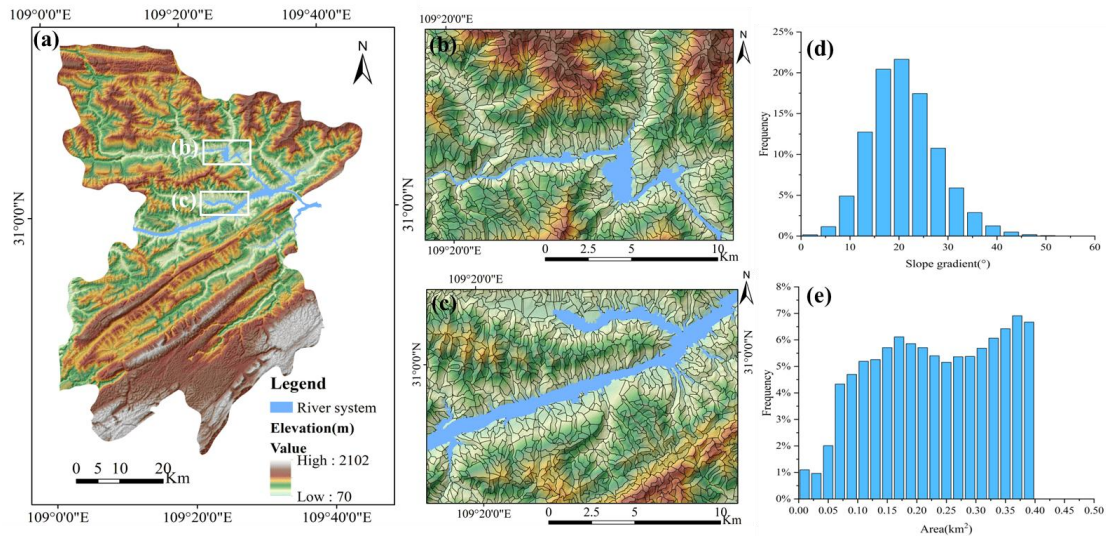 109°0'0"E 109°20'0"E 109°40'0"E
(a)
N
(b)
(c)
31°0'0"N
31°0'0"N
Legend
River system
Elevation(m)
Value
High : 2102
Low : 70
0 5 10 20
Km
109°0'0"E 109°20'0"E 109°40'0"E
109°20'0"E
(b)
N
109°20'0"E
0 2.5 5 10
Km
109°20'0"E
(c)
N
31°0'0"N
31°0'0"N
109°20'0"E
0 2.5 5 10
Km
(d)
25%
20%
15%
10%
5%
0%
Frequency
0 10 20 30 40 50 60
Slope gradient(°)
(e)
8%
7%
6%
5%
4%
3%
2%
1%
0%
Frequency
0.00 0.05 0.10 0.15 0.20 0.25 0.30 0.35 0.40 0.45 0.50
Area(km²)